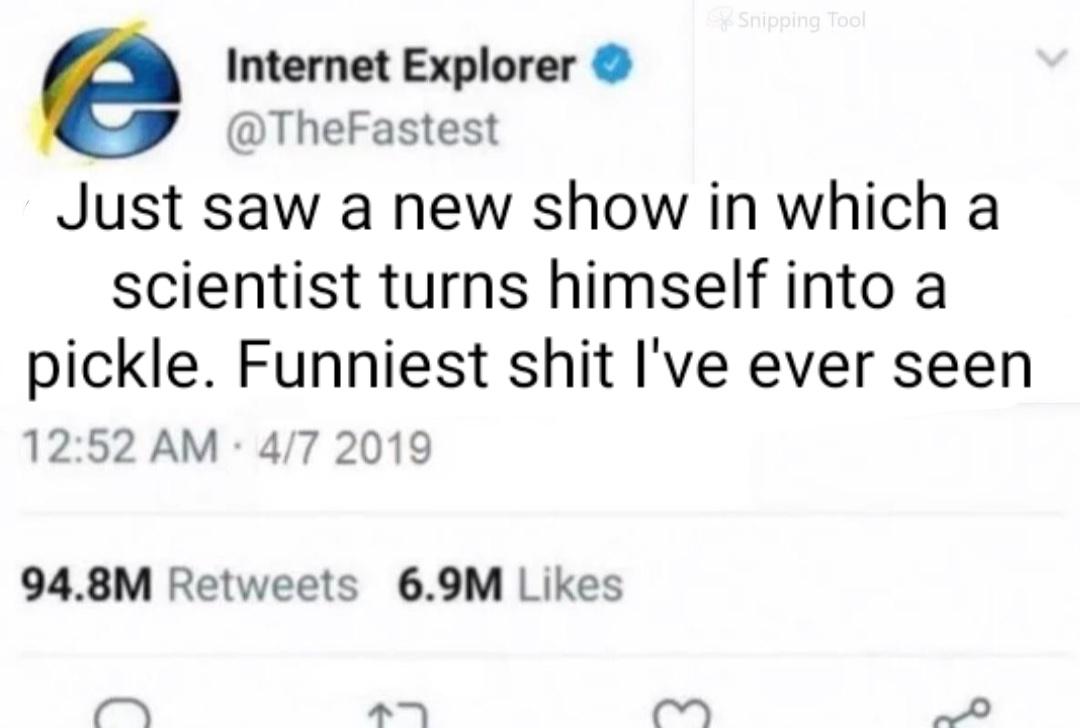 Snipping Tool
Internet Explorer
@TheFastest
Just saw a new show in which a
scientist turns himself into a
pickle. Funniest shit I've ever seen
12:52 AM · 4/7 2019
94.8M Retweets 6.9M Likes